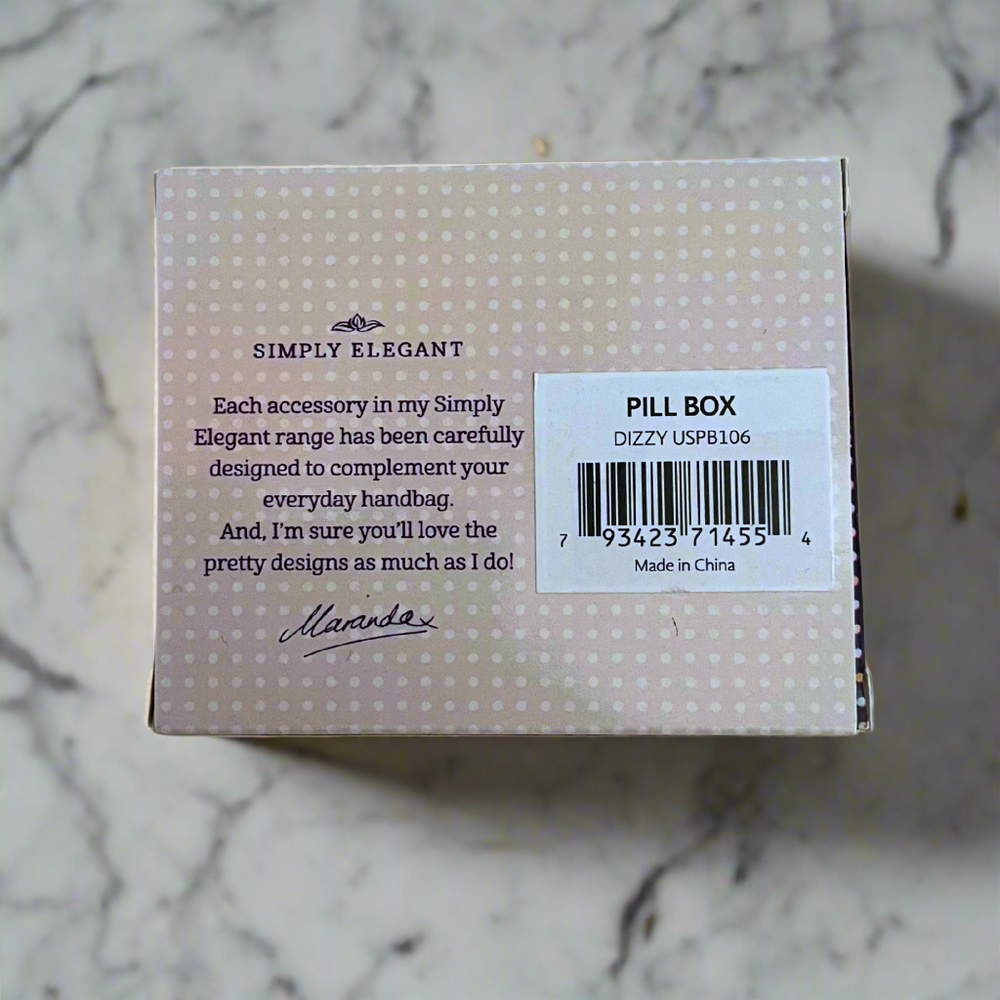 SIMPLY ELEGANT
Each accessory in my Simply
Elegant range has been carefully
designed to complement your
everyday handbag.
And, I'm sure you'll love the
pretty designs as much as I do!
Maranda x
PILL BOX
DIZZY USPB106
7 93423 71455 4
Made in China